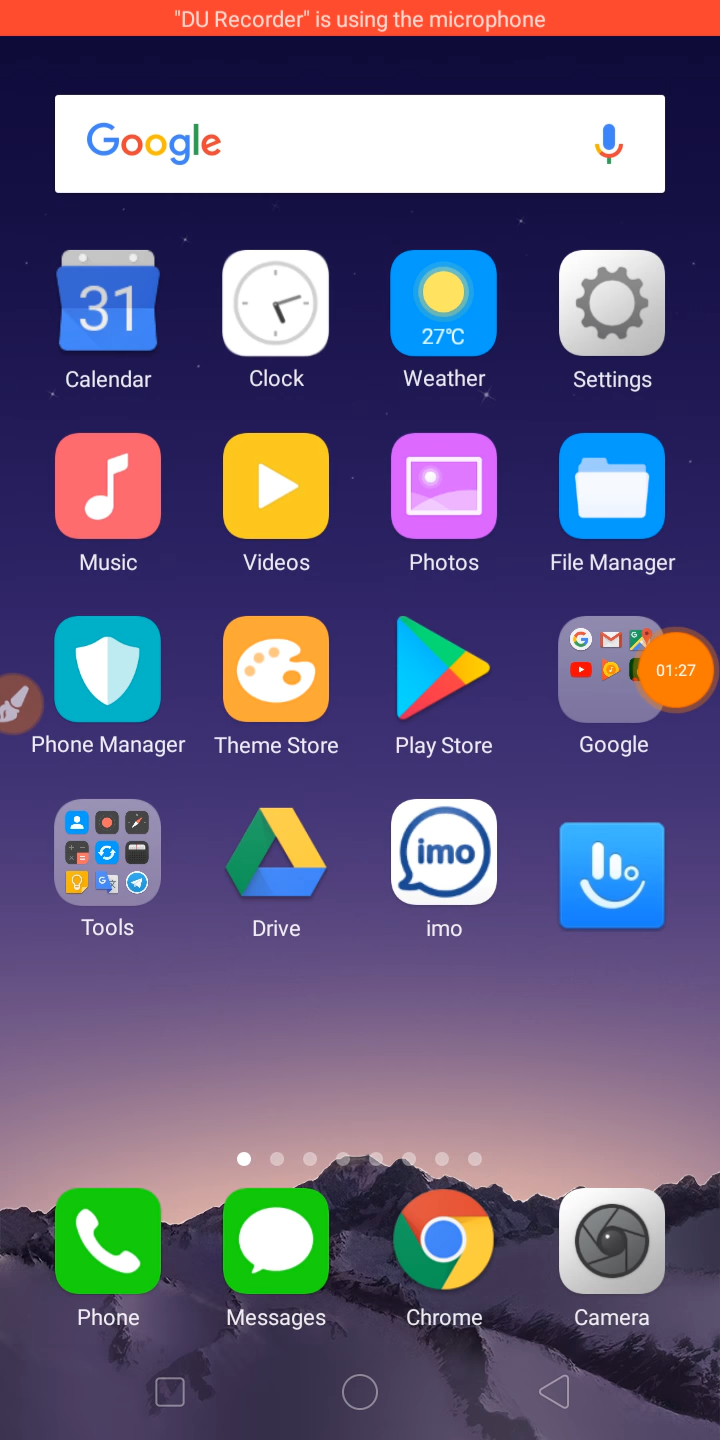 "DU Recorder" is using the microphone
Google
31
27°C
Calendar
Clock
Weather
Settings
Music
Videos
Photos
File Manager
01:27
Phone Manager
Theme Store
Play Store
Google
imo
Tools
Drive
imo
Phone
Messages
Chrome
Camera